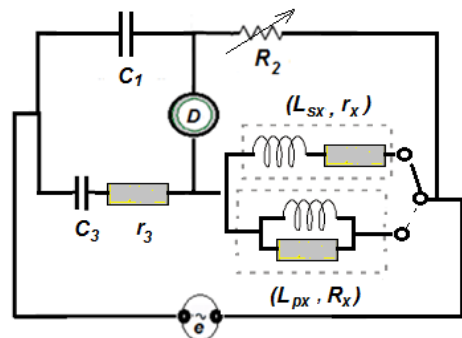 C1
R2
D
(Lsx , rx)
C3
r3
(Lpx , Rx)
e